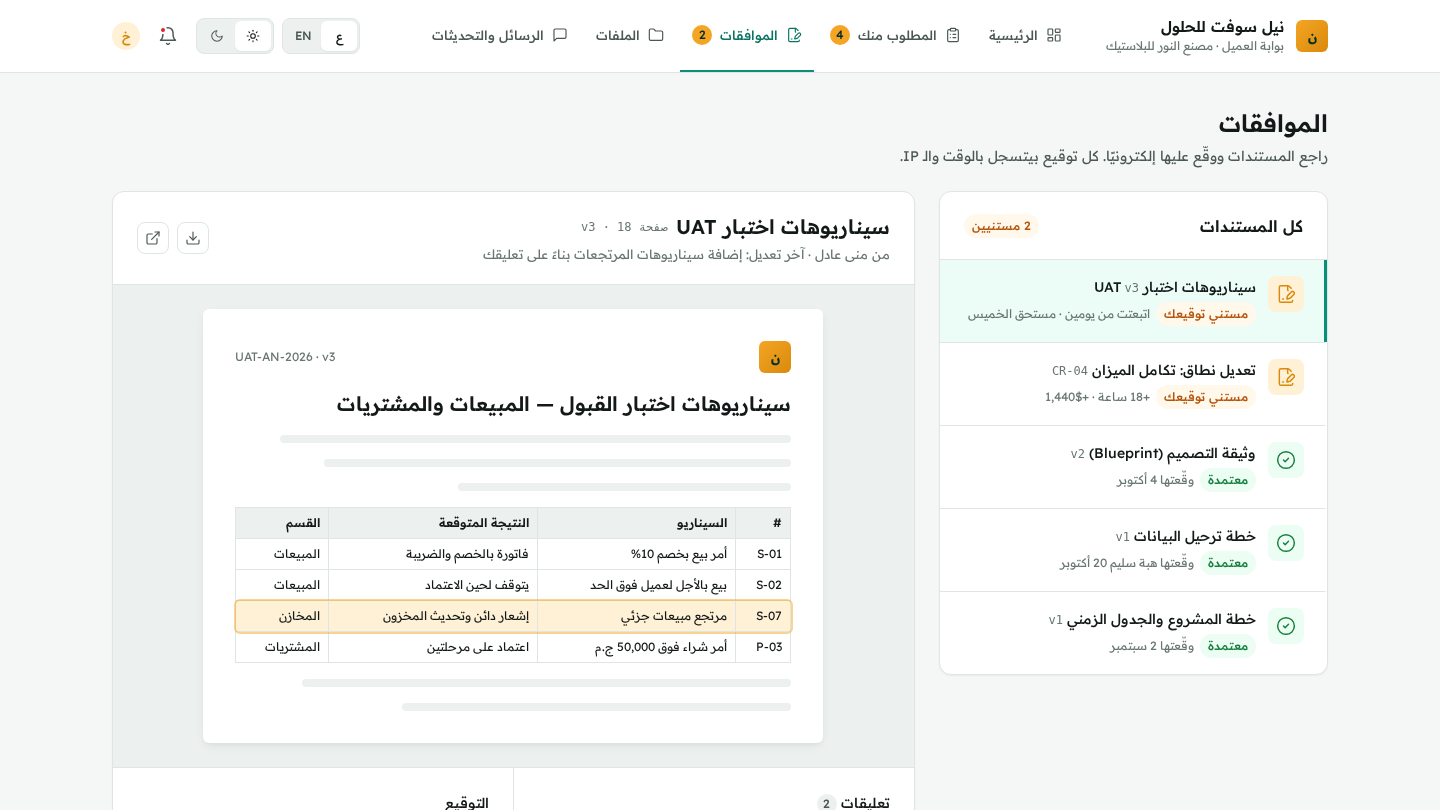 ن
نيل سوفت للحلول
بوابة العميل · مصنع النور للبلاستيك
الرئيسية
المطلوب منك 4
الموافقات 2
الملفات
الرسائل والتحديثات
ع EN
خ
الموافقات
راجع المستندات ووقّع عليها إلكترونيًا. كل توقيع بيتسجل بالوقت والـ IP.
كل المستندات
2 مستنيين
سيناريوهات اختبار UAT v3
مستني توقيعك اتبعتت من يومين · مستحق الخميس
تعديل نطاق: تكامل الميزان CR-04
مستني توقيعك +18 ساعة · +$1,440
وثيقة التصميم (Blueprint) v2
معتمدة وقّعتها 4 أكتوبر
خطة ترحيل البيانات v1
معتمدة وقّعتها هبة سليم 20 أكتوبر
خطة المشروع والجدول الزمني v1
معتمدة وقّعتها 2 سبتمبر
سيناريوهات اختبار UAT v3 · 18 صفحة
من منى عادل · آخر تعديل: إضافة سيناريوهات المرتجعات بناءً على تعليقك
ن
UAT-AN-2026 · v3
سيناريوهات اختبار القبول — المبيعات والمشتريات
# السيناريو النتيجة المتوقعة القسم
S-01 أمر بيع بخصم 10% فاتورة بالخصم والضريبة المبيعات
S-02 بيع بالأجل لعميل فوق الحد يتوقف لحين الاعتماد المبيعات
S-07 مرتجع مبيعات جزئي إشعار دائن وتحديث المخزون المخازن
P-03 أمر شراء فوق 50,000 ج.م اعتماد على مرحلتين المشتريات
تعليقات 2
التوقيع